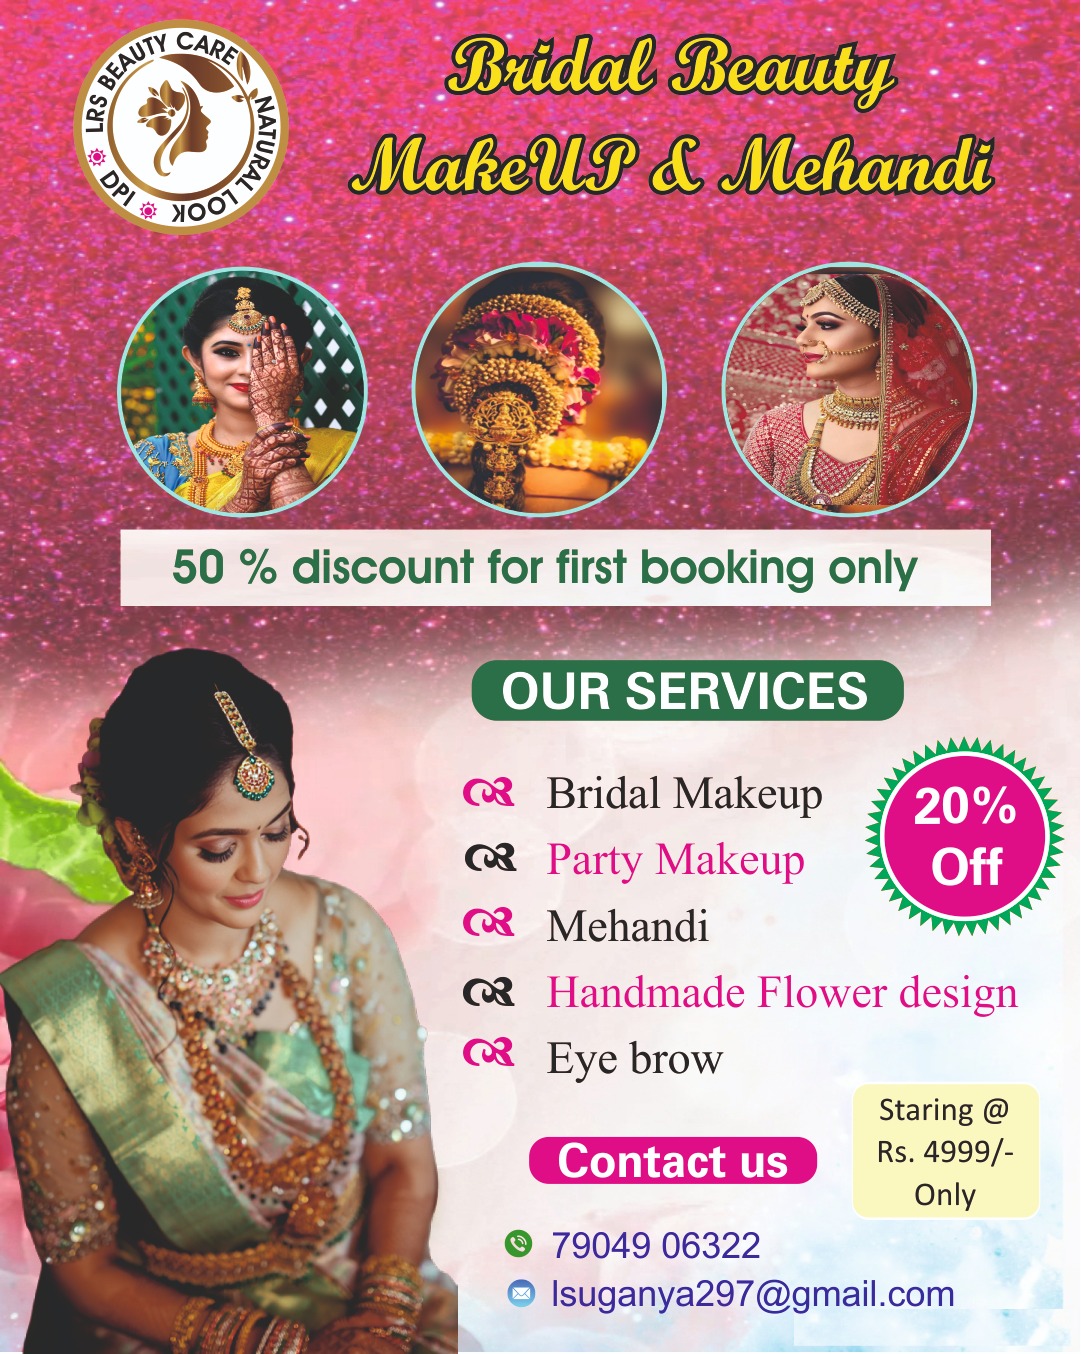 LRS BEAUTY CARE
NATURAL LOOK
DPI
Bridal Beauty
MakeUP & Mehandi
50 % discount for first booking only
OUR SERVICES
Bridal Makeup
Party Makeup
Mehandi
Handmade Flower design
Eye brow
20%
Off
Staring @
Rs. 4999/-
Only
Contact us
79049 06322
lsuganya297@gmail.com